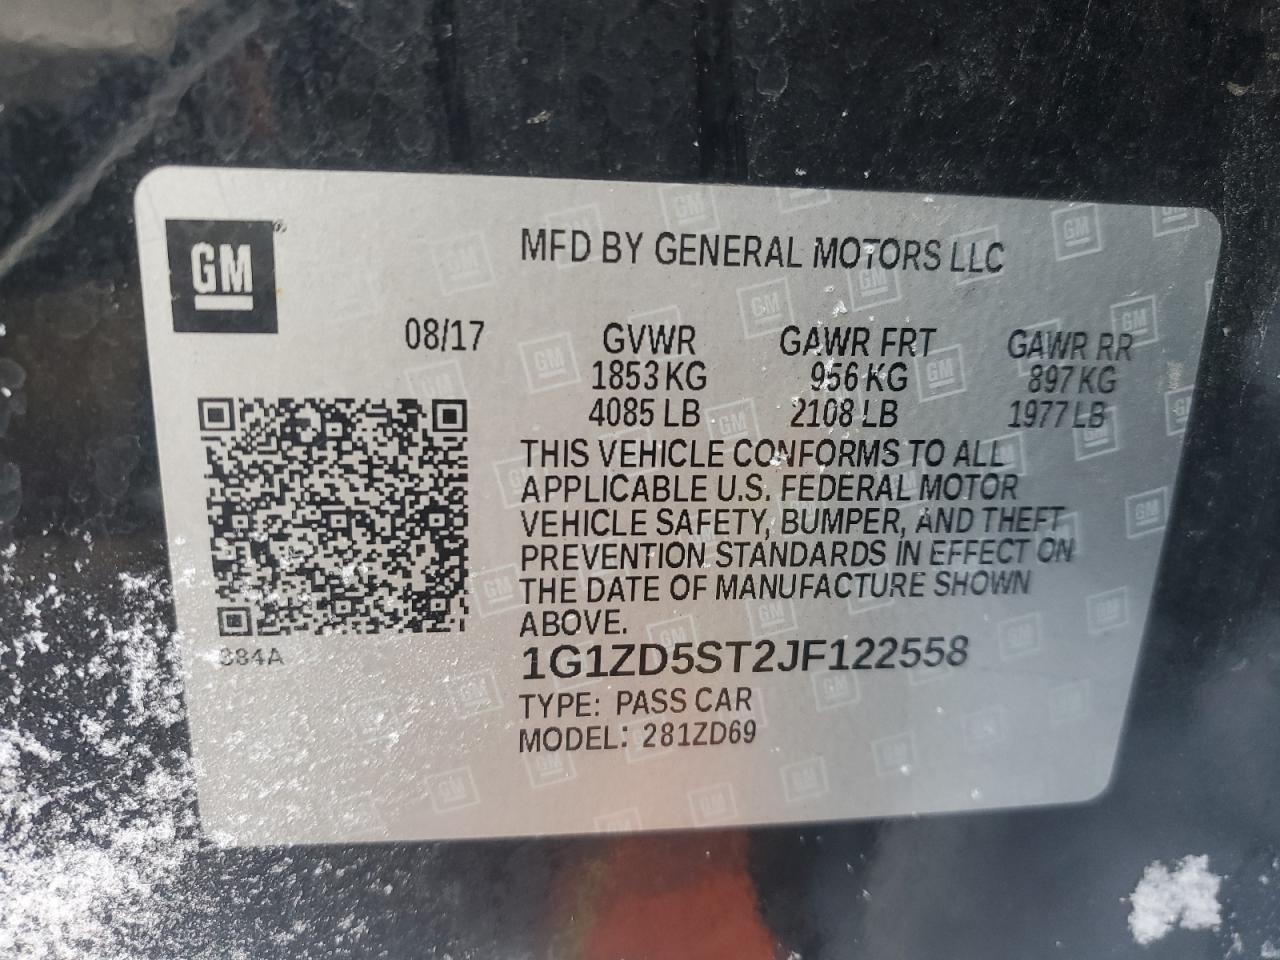 GM
MFD BY GENERAL MOTORS LLC
08/17
GVWR GAWR FRT GAWR RR
1853 KG 956 KG 897 KG
4085 LB 2108 LB 1977 LB
THIS VEHICLE CONFORMS TO ALL
APPLICABLE U.S. FEDERAL MOTOR
VEHICLE SAFETY, BUMPER, AND THEFT
PREVENTION STANDARDS IN EFFECT ON
THE DATE OF MANUFACTURE SHOWN
ABOVE.
384A
1G1ZD5ST2JF122558
TYPE: PASS CAR
MODEL: 281ZD69